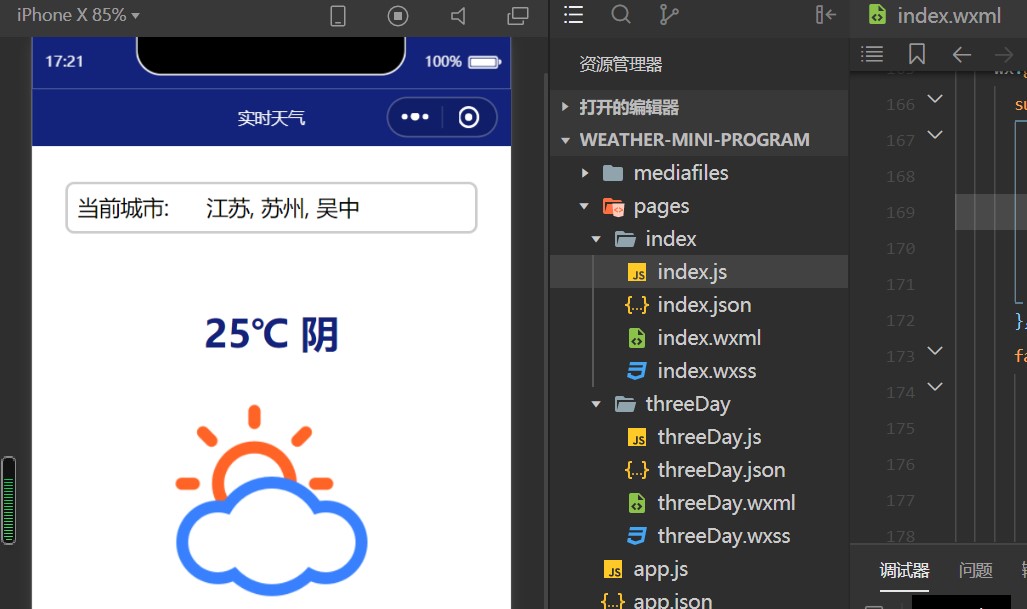 iPhone X 85%
17:21
100%
实时天气
当前城市: 江苏, 苏州, 吴中
25℃ 阴
资源管理器
打开的编辑器
WEATHER-MINI-PROGRAM
mediafiles
pages
index
index.js
index.json
index.wxml
index.wxss
threeDay
threeDay.js
threeDay.json
threeDay.wxml
threeDay.wxss
app.js
app.json
index.wxml
166 su
167
168
169
170
171
172 }
173 fa
174
175
176
177
178
调试器 问题